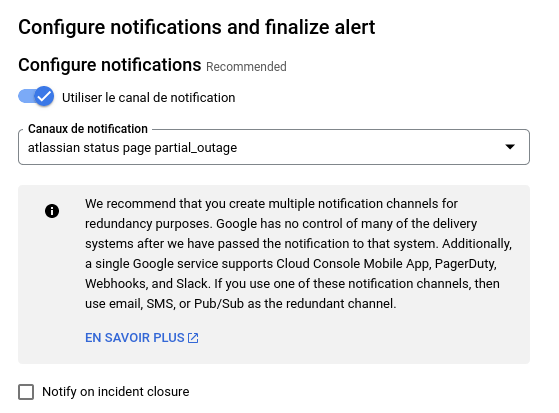 Configure notifications and finalize alert
Configure notifications Recommended
Utiliser le canal de notification
Canaux de notification
atlassian status page partial_outage
We recommend that you create multiple notification channels for
redundancy purposes. Google has no control of many of the delivery
systems after we have passed the notification to that system. Additionally,
a single Google service supports Cloud Console Mobile App, PagerDuty,
Webhooks, and Slack. If you use one of these notification channels, then
use email, SMS, or Pub/Sub as the redundant channel.
EN SAVOIR PLUS
Notify on incident closure